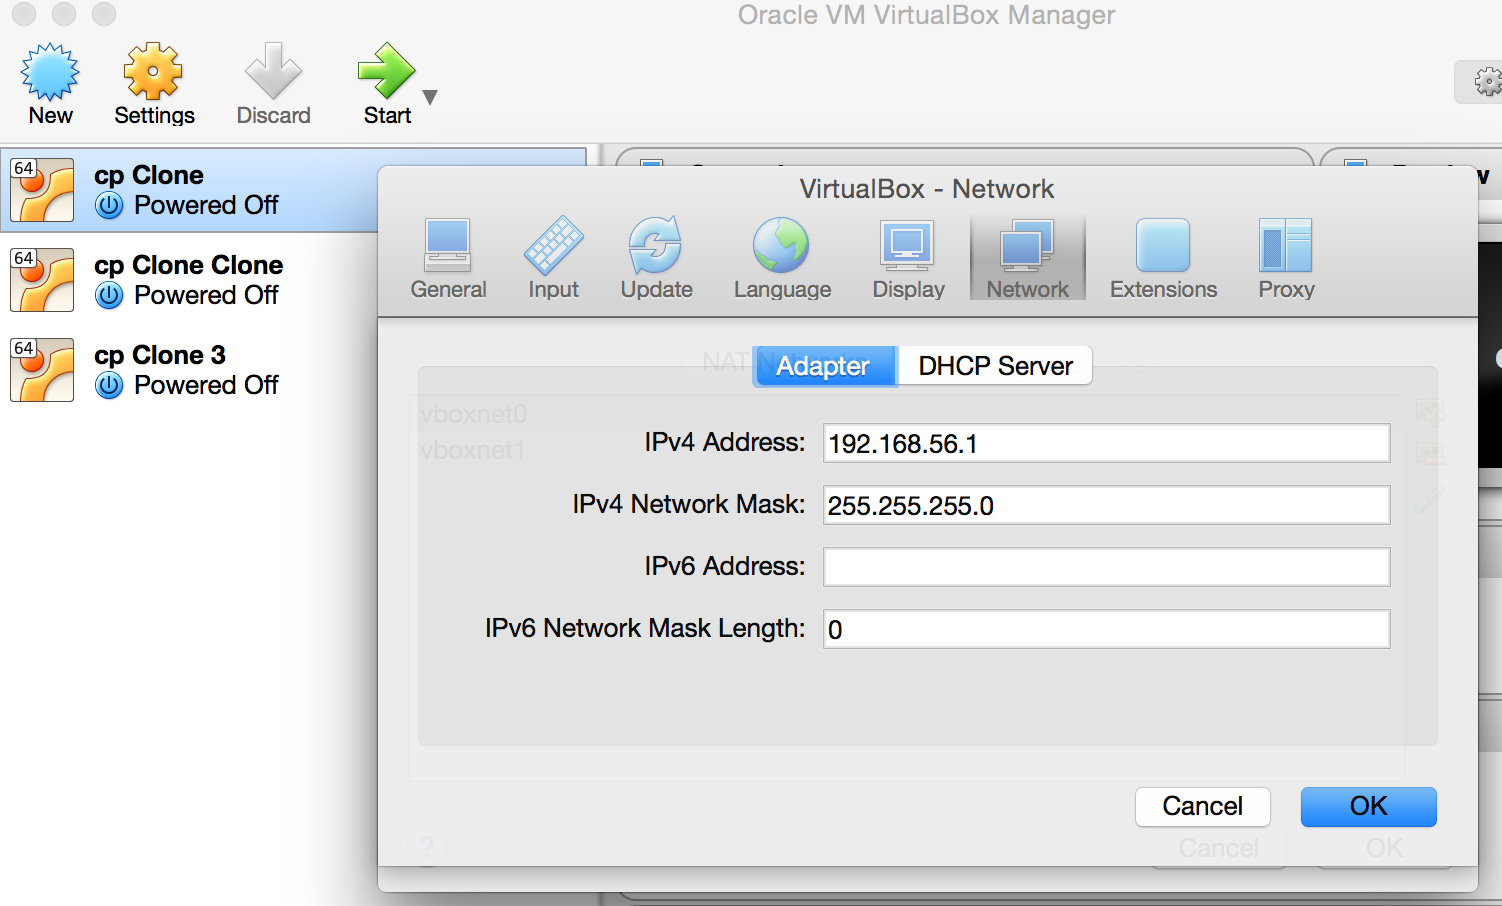 Oracle VM VirtualBox Manager
New
Settings
Discard
Start
64
cp Clone
Powered Off
64
cp Clone Clone
Powered Off
64
cp Clone 3
Powered Off
VirtualBox - Network
General
Input
Update
Language
Display
Network
Extensions
Proxy
NAT
Adapter
DHCP Server
vboxnet0
vboxnet1
IPv4 Address:
192.168.56.1
IPv4 Network Mask:
255.255.255.0
IPv6 Address:
IPv6 Network Mask Length:
0
Cancel
OK
?
Cancel
OK